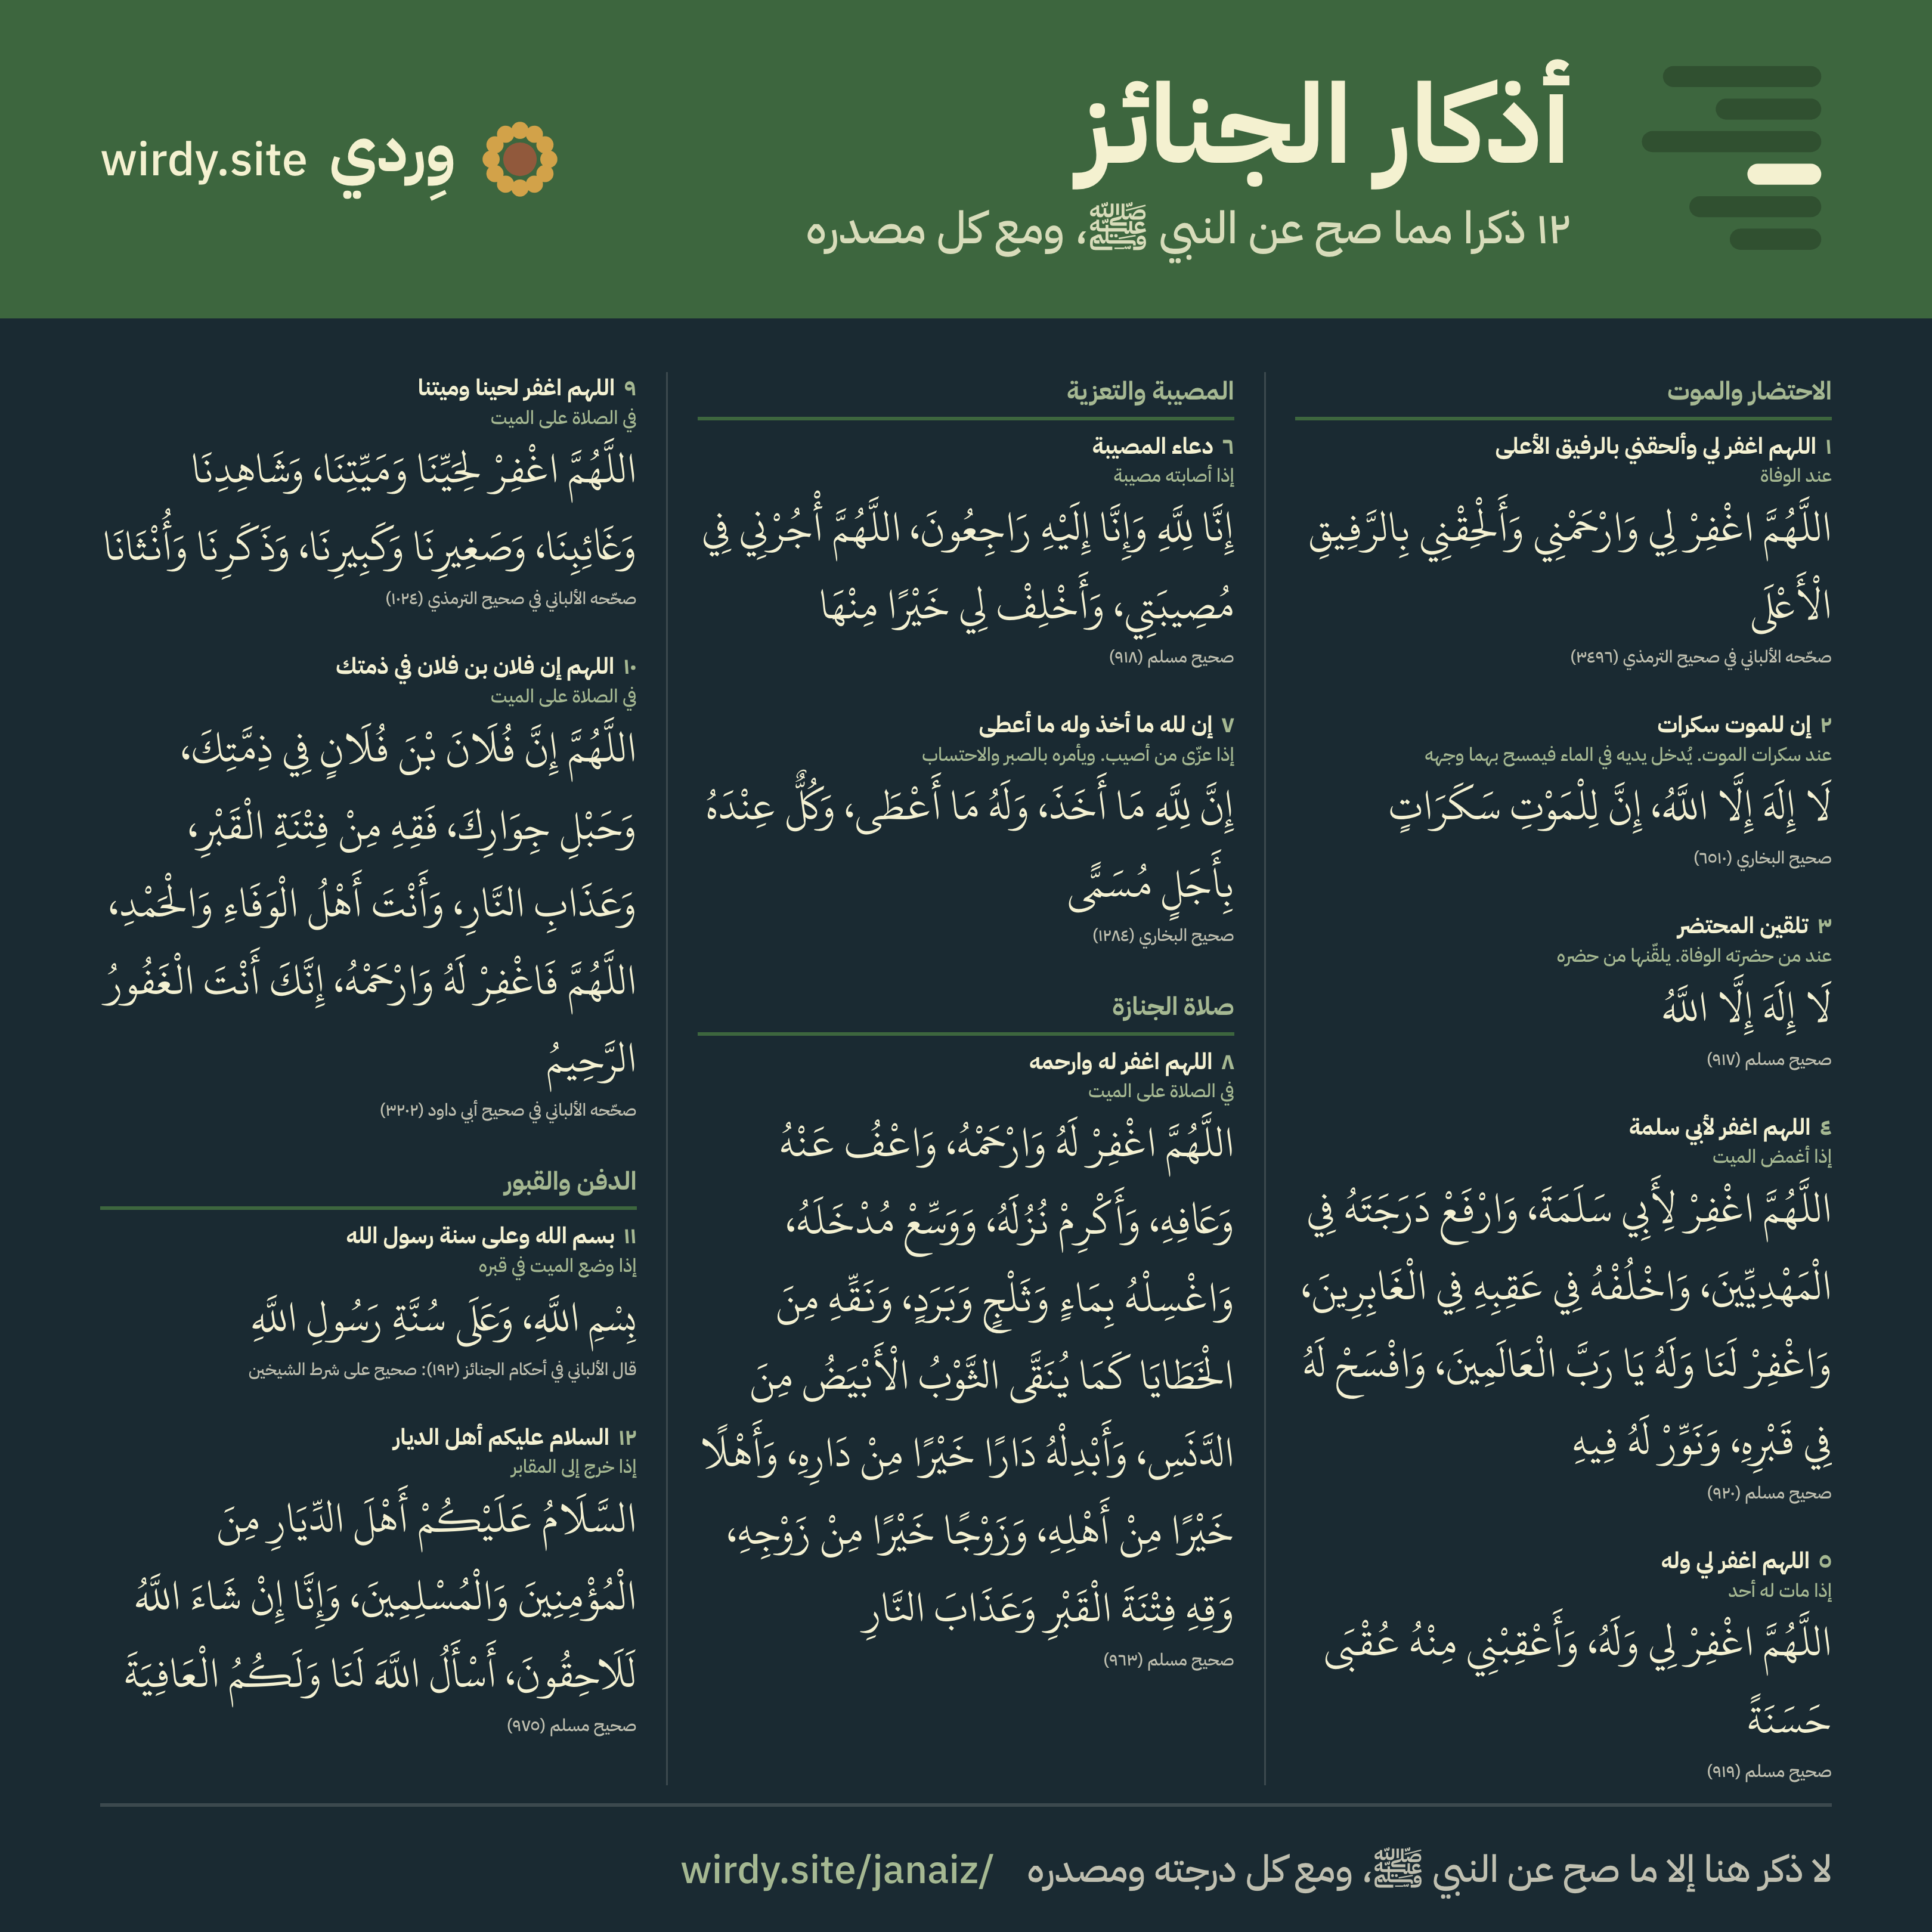 أذكار الجنائز
١٢ ذكرا مما صح عن النبي ﷺ، ومع كل مصدره
وِردي wirdy.site
الاحتضار والموت
١ اللهم اغفر لي وألحقني بالرفيق الأعلى
عند الوفاة
اللَّهُمَّ اغْفِرْ لِي وَارْحَمْنِي وَأَلْحِقْنِي بِالرَّفِيقِ
الْأَعْلَى
صحّحه الألباني في صحيح الترمذي (٣٤٩٦)
٢ إن للموت سكرات
عند سكرات الموت. يُدخل يديه في الماء فيمسح بهما وجهه
لَا إِلَهَ إِلَّا اللَّهُ، إِنَّ لِلْمَوْتِ سَكَرَاتٍ
صحيح البخاري (٦٥١٠)
٣ تلقين المحتضر
عند من حضرته الوفاة. يلقّنها من حضره
لَا إِلَهَ إِلَّا اللَّهُ
صحيح مسلم (٩١٧)
٤ اللهم اغفر لأبي سلمة
إذا أغمض الميت
اللَّهُمَّ اغْفِرْ لِأَبِي سَلَمَةَ، وَارْفَعْ دَرَجَتَهُ فِي
الْمَهْدِيِّينَ، وَاخْلُفْهُ فِي عَقِبِهِ فِي الْغَابِرِينَ،
وَاغْفِرْ لَنَا وَلَهُ يَا رَبَّ الْعَالَمِينَ، وَافْسَحْ لَهُ
فِي قَبْرِهِ، وَنَوِّرْ لَهُ فِيهِ
صحيح مسلم (٩٢٠)
٥ اللهم اغفر لي وله
إذا مات له أحد
اللَّهُمَّ اغْفِرْ لِي وَلَهُ، وَأَعْقِبْنِي مِنْهُ عُقْبَى
حَسَنَةً
صحيح مسلم (٩١٩)
المصيبة والتعزية
٦ دعاء المصيبة
إذا أصابته مصيبة
إِنَّا لِلَّهِ وَإِنَّا إِلَيْهِ رَاجِعُونَ، اللَّهُمَّ أْجُرْنِي فِي
مُصِيبَتِي، وَأَخْلِفْ لِي خَيْرًا مِنْهَا
صحيح مسلم (٩١٨)
٧ إن لله ما أخذ وله ما أعطى
إذا عزّى من أصيب. ويأمره بالصبر والاحتساب
إِنَّ لِلَّهِ مَا أَخَذَ، وَلَهُ مَا أَعْطَى، وَكُلٌّ عِنْدَهُ
بِأَجَلٍ مُسَمًّى
صحيح البخاري (١٢٨٤)
صلاة الجنازة
٨ اللهم اغفر له وارحمه
في الصلاة على الميت
اللَّهُمَّ اغْفِرْ لَهُ وَارْحَمْهُ، وَاعْفُ عَنْهُ
وَعَافِهِ، وَأَكْرِمْ نُزُلَهُ، وَوَسِّعْ مُدْخَلَهُ،
وَاغْسِلْهُ بِمَاءٍ وَثَلْجٍ وَبَرَدٍ، وَنَقِّهِ مِنَ
الْخَطَايَا كَمَا يُنَقَّى الثَّوْبُ الْأَبْيَضُ مِنَ
الدَّنَسِ، وَأَبْدِلْهُ دَارًا خَيْرًا مِنْ دَارِهِ، وَأَهْلًا
خَيْرًا مِنْ أَهْلِهِ، وَزَوْجًا خَيْرًا مِنْ زَوْجِهِ،
وَقِهِ فِتْنَةَ الْقَبْرِ وَعَذَابَ النَّارِ
صحيح مسلم (٩٦٣)
٩ اللهم اغفر لحينا وميتنا
في الصلاة على الميت
اللَّهُمَّ اغْفِرْ لِحَيِّنَا وَمَيِّتِنَا، وَشَاهِدِنَا
وَغَائِبِنَا، وَصَغِيرِنَا وَكَبِيرِنَا، وَذَكَرِنَا وَأُنْثَانَا
صحّحه الألباني في صحيح الترمذي (١٠٢٤)
١٠ اللهم إن فلان بن فلان في ذمتك
في الصلاة على الميت
اللَّهُمَّ إِنَّ فُلَانَ بْنَ فُلَانٍ فِي ذِمَّتِكَ،
وَحَبْلِ جِوَارِكَ، فَقِهِ مِنْ فِتْنَةِ الْقَبْرِ،
وَعَذَابِ النَّارِ، وَأَنْتَ أَهْلُ الْوَفَاءِ وَالْحَمْدِ،
اللَّهُمَّ فَاغْفِرْ لَهُ وَارْحَمْهُ، إِنَّكَ أَنْتَ الْغَفُورُ
الرَّحِيمُ
صحّحه الألباني في صحيح أبي داود (٣٢٠٢)
الدفن والقبور
١١ بسم الله وعلى سنة رسول الله
إذا وضع الميت في قبره
بِسْمِ اللَّهِ، وَعَلَى سُنَّةِ رَسُولِ اللَّهِ
قال الألباني في أحكام الجنائز (١٩٢): صحيح على شرط الشيخين
١٢ السلام عليكم أهل الديار
إذا خرج إلى المقابر
السَّلَامُ عَلَيْكُمْ أَهْلَ الدِّيَارِ مِنَ
الْمُؤْمِنِينَ وَالْمُسْلِمِينَ، وَإِنَّا إِنْ شَاءَ اللَّهُ
لَلَاحِقُونَ، أَسْأَلُ اللَّهَ لَنَا وَلَكُمُ الْعَافِيَةَ
صحيح مسلم (٩٧٥)
لا ذكر هنا إلا ما صح عن النبي ﷺ، ومع كل درجته ومصدره wirdy.site/janaiz/